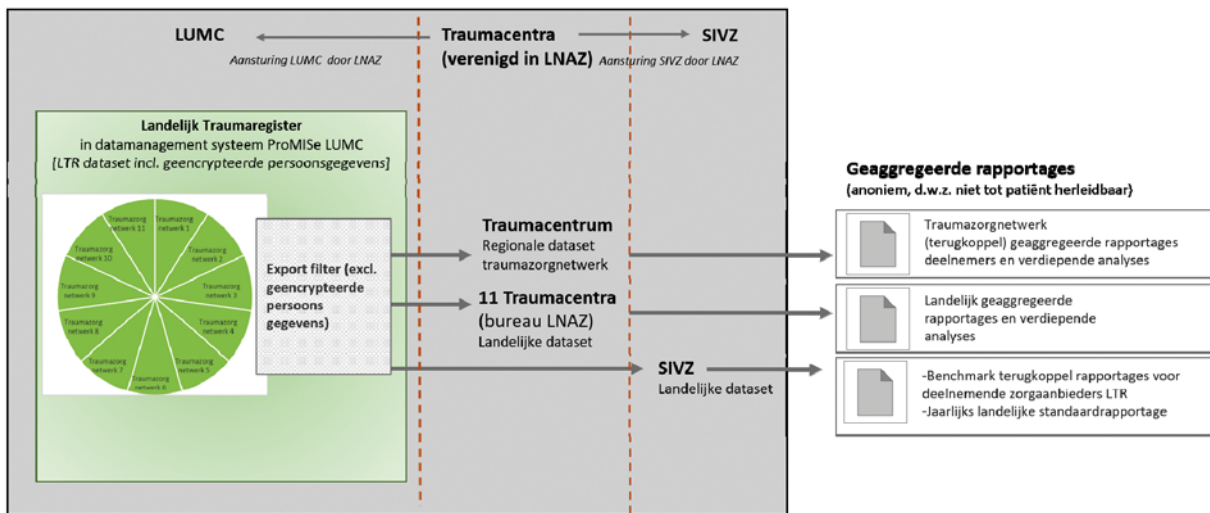 LUMC
Traumacentra
(verenigd in LNAZ)
SIVZ
Aansturing LUMC door LNAZ
Aansturing SIVZ door LNAZ
Landelijk Traumaregister
in datamanagement systeem ProMISe LUMC
[LTR dataset incl. geencrypteerde persoonsgegevens]
Traumazorg
netwerk 1
Traumazorg
netwerk 2
Traumazorg
netwerk 3
Traumazorg
netwerk 4
Traumazorg
netwerk 5
Traumazorg
netwerk 6
Traumazorg
netwerk 7
Traumazorg
netwerk 8
Traumazorg
netwerk 9
Traumazorg
netwerk 10
Traumazorg
netwerk 11
Export filter (excl.
geencrypteerde
persoons
gegevens)
Traumacentrum
Regionale dataset
traumazorgnetwerk
11 Traumacentra
(bureau LNAZ)
Landelijke dataset
SIVZ
Landelijke dataset
Geaggregeerde rapportages
(anoniem, d.w.z. niet tot patiënt herleidbaar)
Traumazorgnetwerk
(terugkoppel) geaggregeerde rapportages
deelnemers en verdiepende analyses
Landelijk geaggregeerde
rapportages en verdiepende
analyses
-Benchmark terugkoppel rapportages voor
deelnemende zorgaanbieders LTR
-Jaarlijks landelijke standaardrapportage